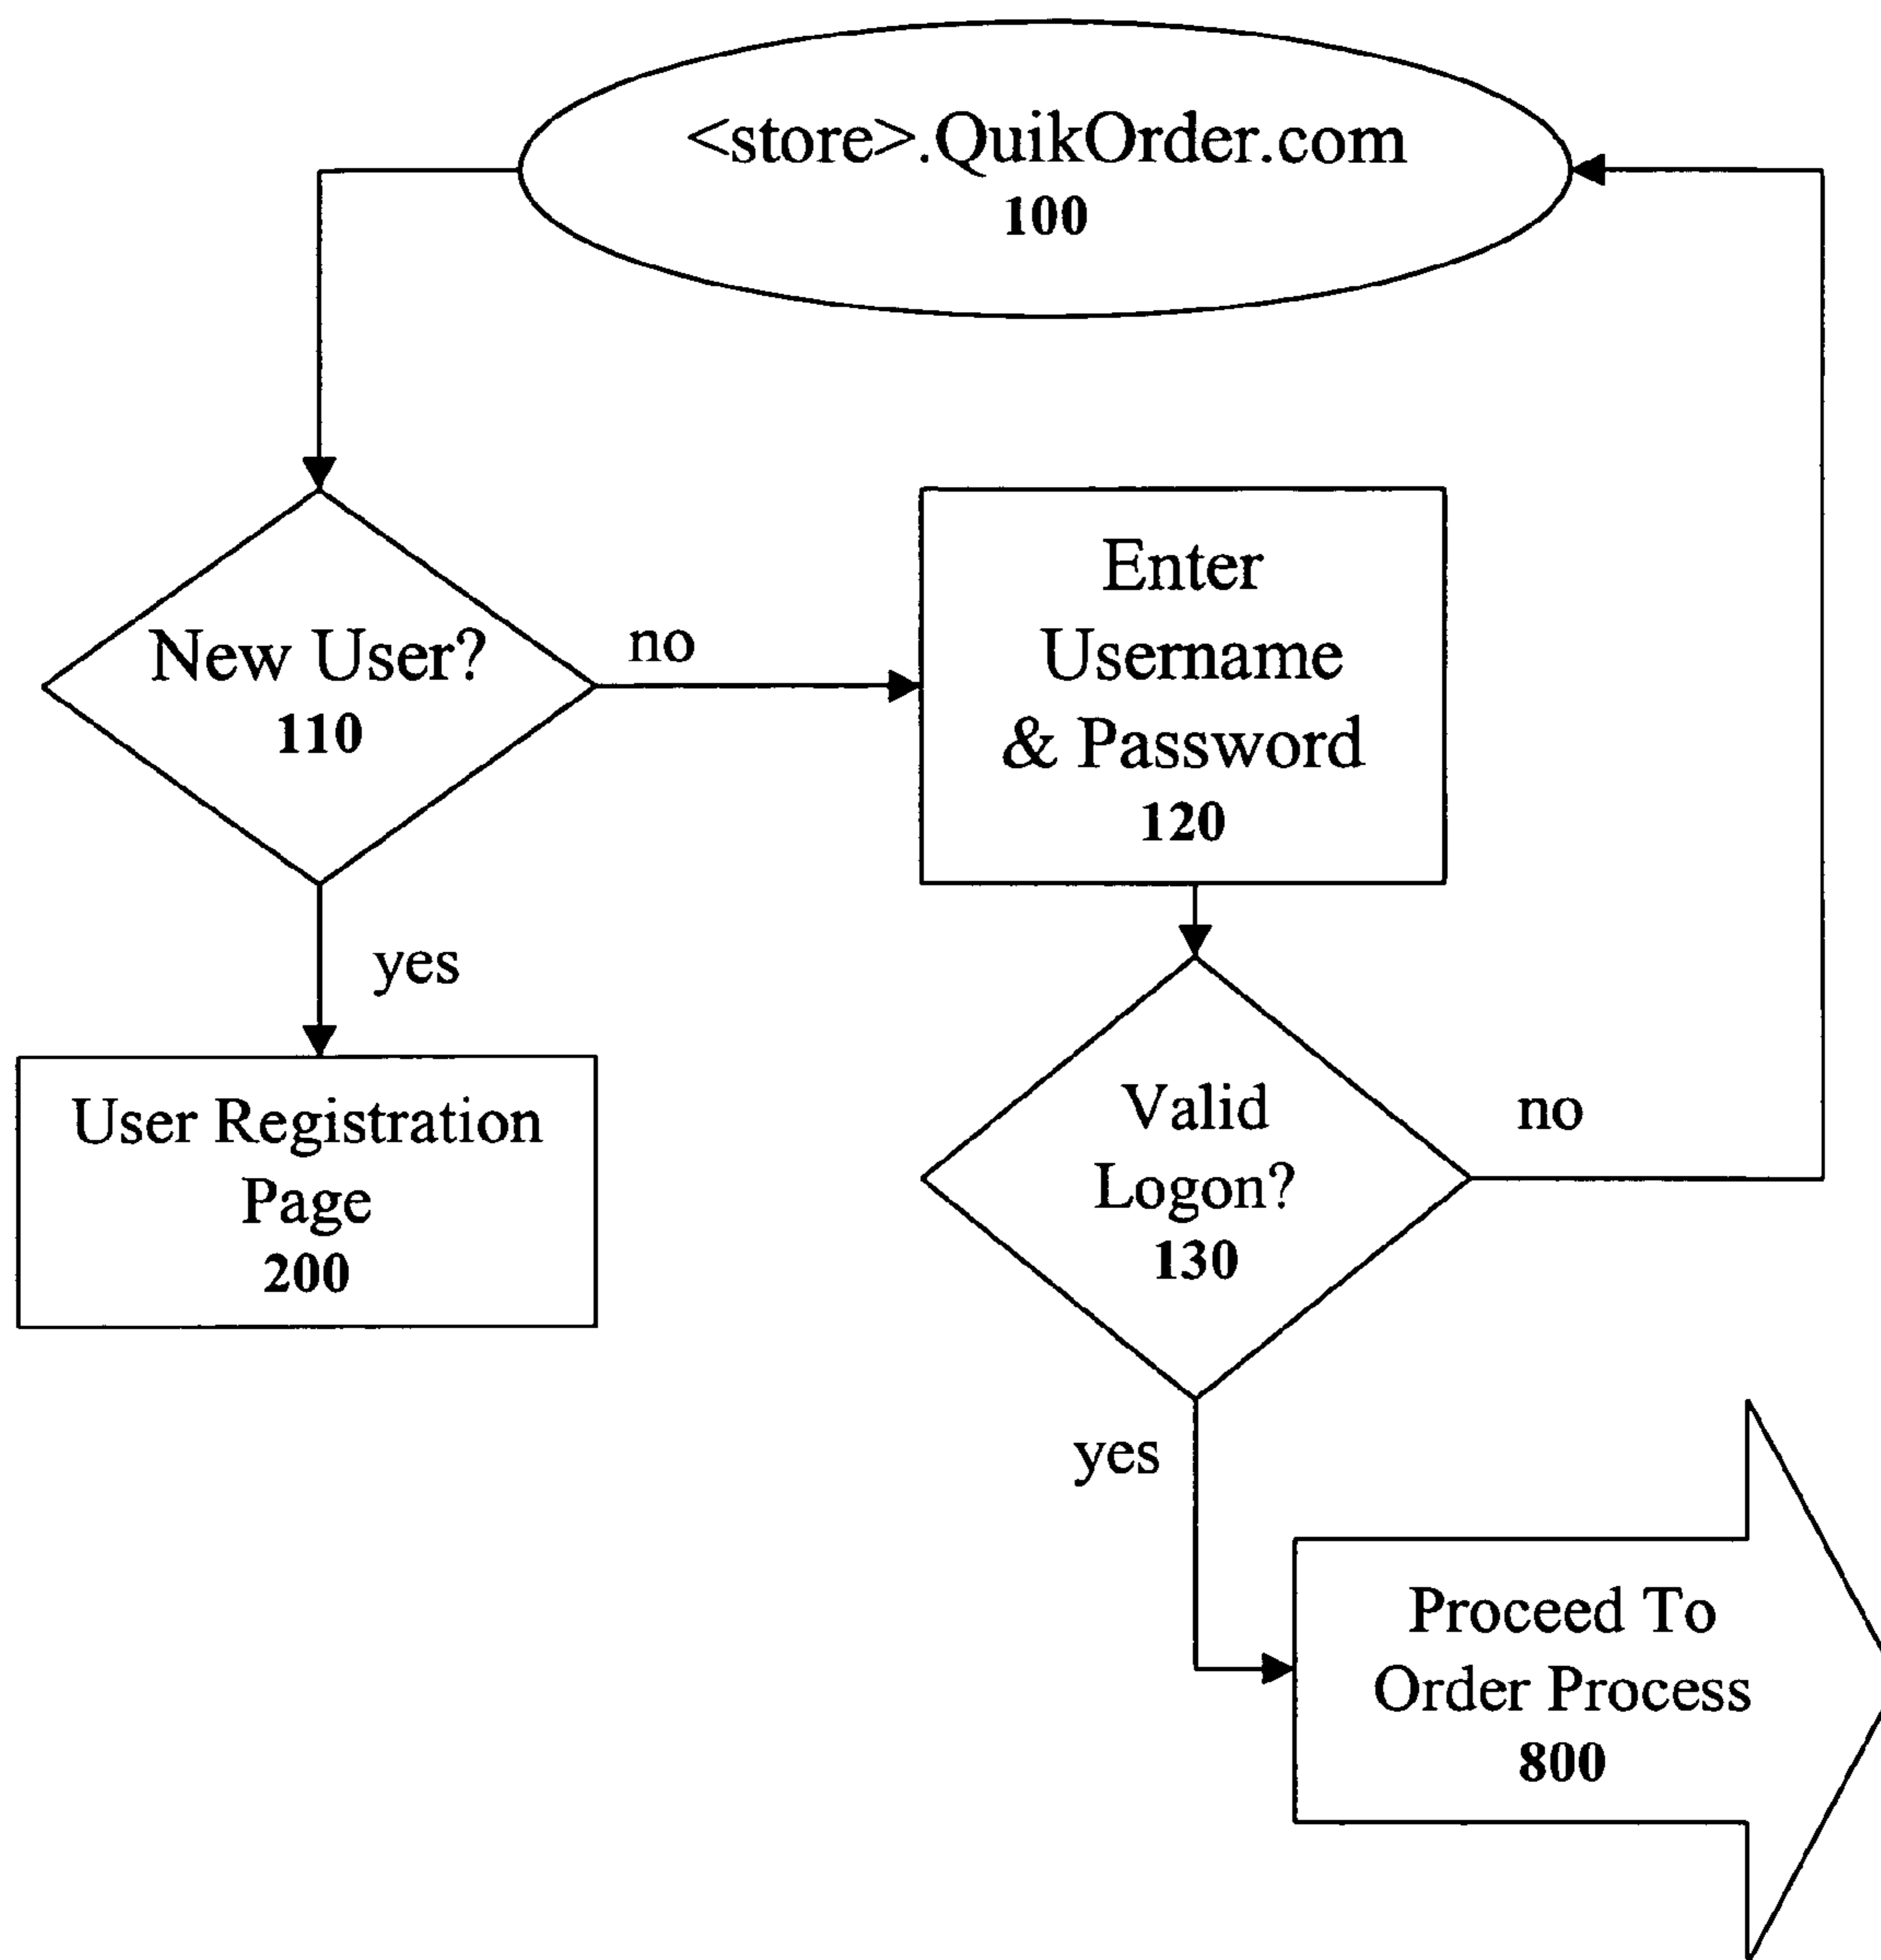 <store>.QuikOrder.com
100
New User?
110
no
Enter
Username
& Password
120
yes
User Registration
Page
200
Valid
Logon?
130
no
yes
Proceed To
Order Process
800